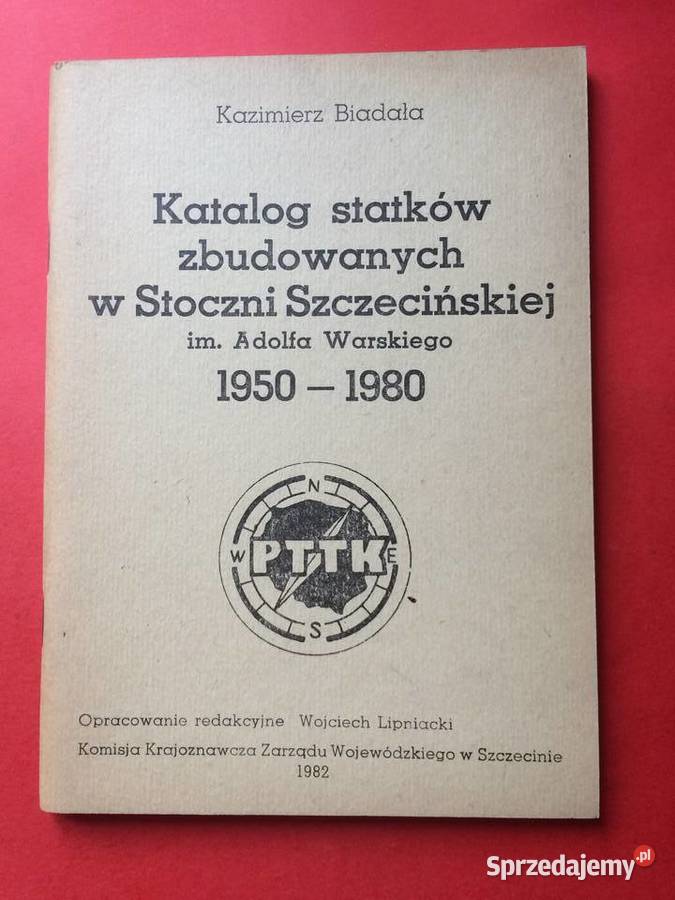 Kazimierz Biadała
Katalog statków
zbudowanych
w Stoczni Szczecińskiej
im. Adolfa Warskiego
1950 – 1980
N
W PTTK E
S
Opracowanie redakcyjne Wojciech Lipniacki
Komisja Krajoznawcza Zarządu Wojewódzkiego w Szczecinie
1982
Sprzedajemy.pl